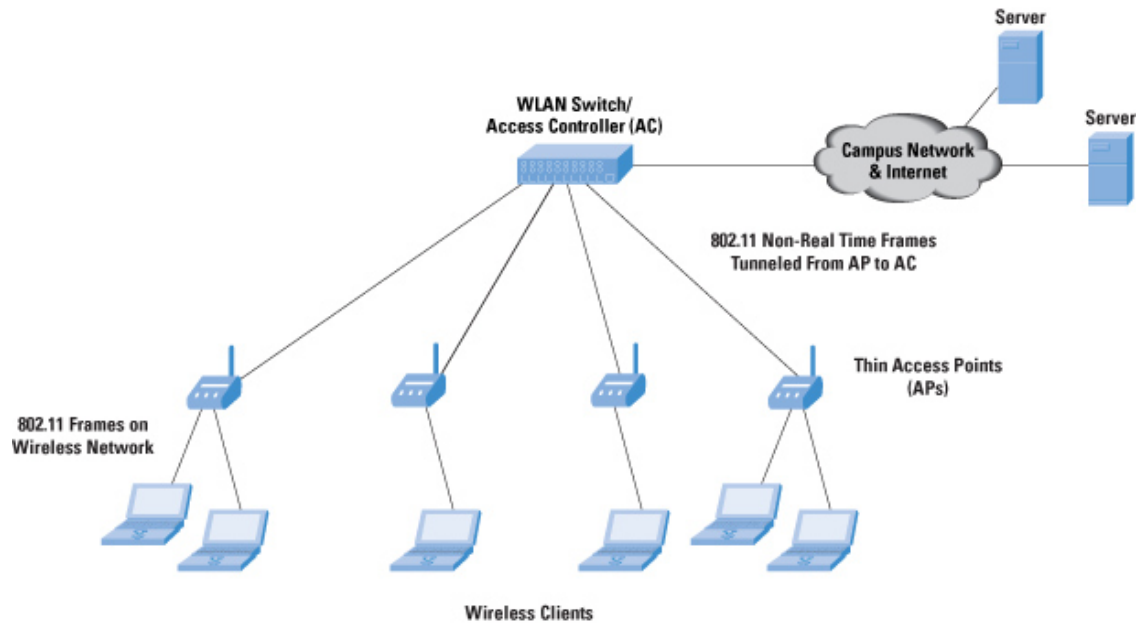 Server
WLAN Switch/
Access Controller (AC)
Server
Campus Network
& Internet
802.11 Non-Real Time Frames
Tunneled From AP to AC
Thin Access Points
(APs)
802.11 Frames on
Wireless Network
Wireless Clients